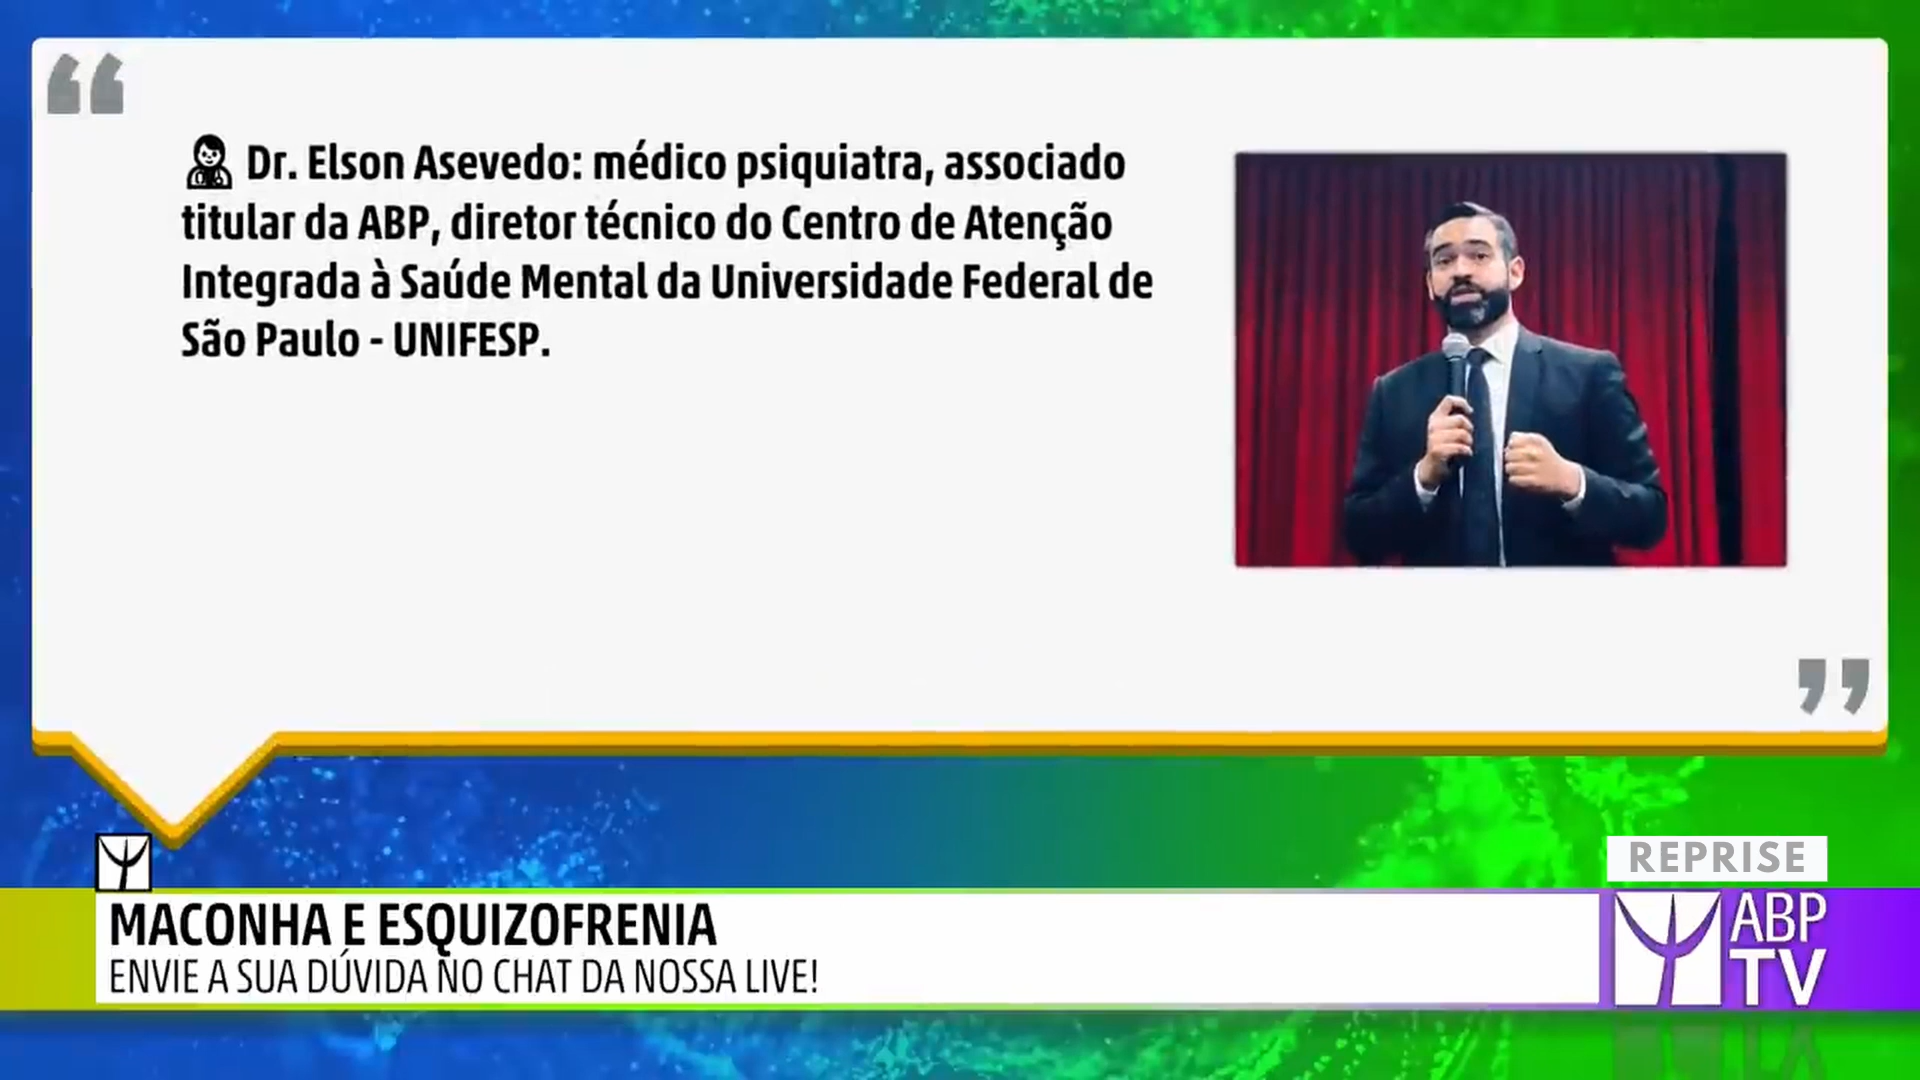 Dr. Elson Asevedo: médico psiquiatra, associado
titular da ABP, diretor técnico do Centro de Atenção
Integrada à Saúde Mental da Universidade Federal de
São Paulo - UNIFESP.
REPRISE
MACONHA E ESQUIZOFRENIA
ENVIE A SUA DÚVIDA NO CHAT DA NOSSA LIVE!
ABP
TV